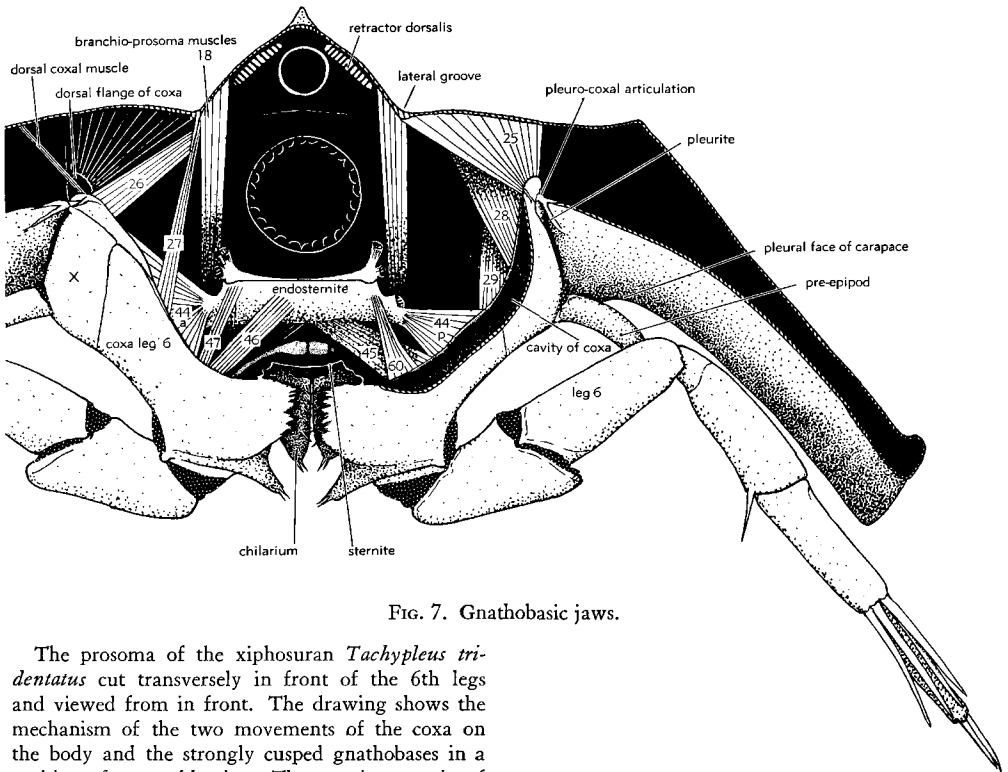 retractor dorsalis
branchio-prosoma muscles
18
dorsal coxal muscle
lateral groove
dorsal flange of coxa
pleuro-coxal articulation
25
pleurite
26
28
27
pleural face of carapace
29
X
endosternite
pre-epipod
44
a
44
P
47
46
45
60
coxa leg 6
cavity of coxa
leg 6
chilarium
sternite
FIG. 7. Gnathobasic jaws.
The prosoma of the xiphosuran Tachypleus tri-
dentatus cut transversely in front of the 6th legs
and viewed from in front. The drawing shows the
mechanism of the two movements of the coxa on
the body and the strongly cusped gnathobases in a